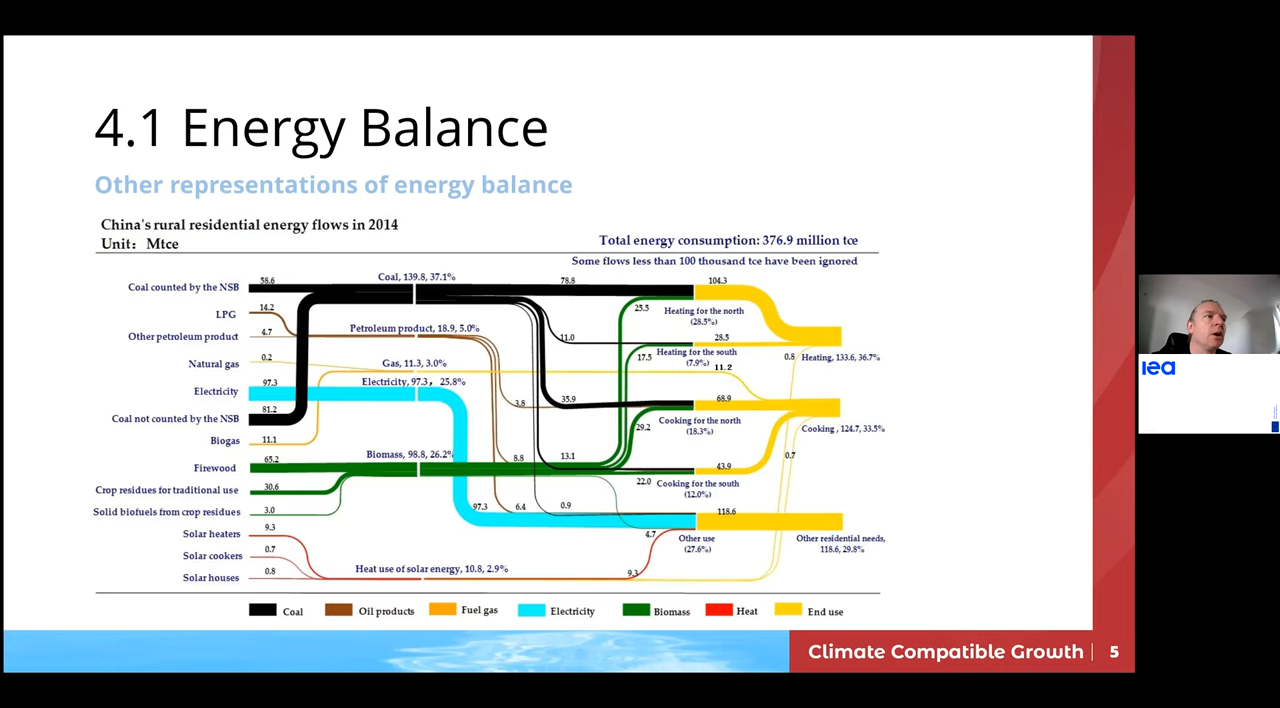 4.1 Energy Balance
Other representations of energy balance
China's rural residential energy flows in 2014
Unit: Mtce
Total energy consumption: 376.9 million tce
Some flows less than 100 thousand tce have been ignored
Coal counted by the NSB
58.6
Coal, 139.8, 37.1%
78.8
104.3
LPG
14.2
25.5
Heating for the north
(28.5%)
Other petroleum product
4.7
Petroleum product, 18.9, 5.0%
11.0
28.5
Natural gas
0.2
Gas, 11.3, 3.0%
17.5
Heating for the south
(7.9%)
11.2
0.8
Heating, 133.6, 36.7%
Electricity
97.3
Electricity, 97.3, 25.8%
Coal not counted by the NSB
81.2
3.8
35.9
68.9
Cooking for the north
(18.3%)
29.2
Cooking , 124.7, 33.5%
Biogas
11.1
Firewood
65.2
Biomass, 98.8, 26.2%
8.8
13.1
43.9
0.7
Crop residues for traditional use
30.6
22.0
Cooking for the south
(12.0%)
Solid biofuels from crop residues
3.0
97.3
6.4
0.9
118.6
Solar heaters
9.3
4.7
Other use
(27.6%)
Other residential needs,
118.6, 29.8%
Solar cookers
0.7
Solar houses
0.8
Heat use of solar energy, 10.8, 2.9%
9.3
Coal
Oil products
Fuel gas
Electricity
Biomass
Heat
End use
Climate Compatible Growth | 5
iea